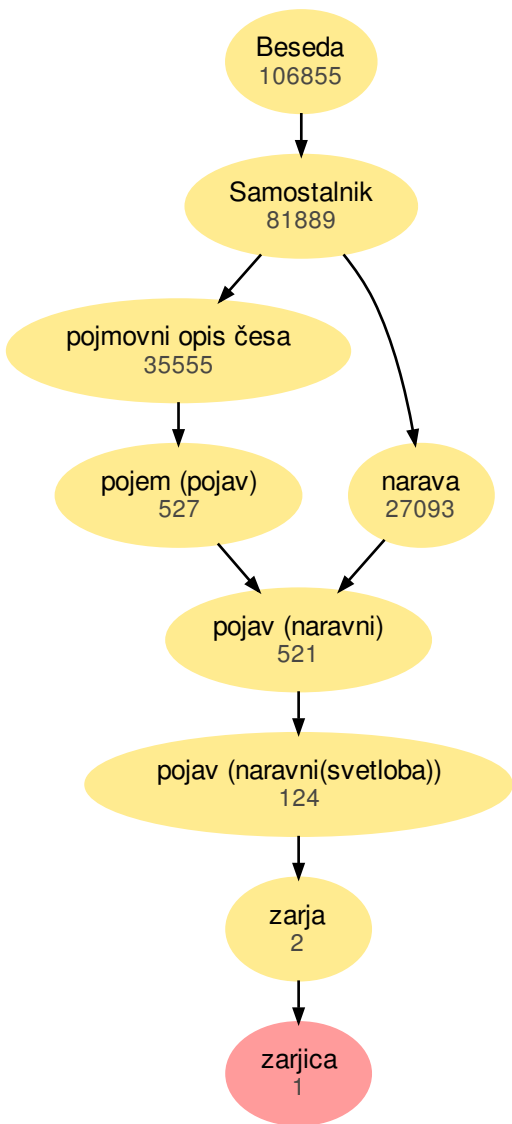 Beseda
106855
Samostalnik
81889
pojmovni opis česa
35555
pojem (pojav)
527
narava
27093
pojav (naravni)
521
pojav (naravni(svetloba))
124
zarja
2
zarjica
1